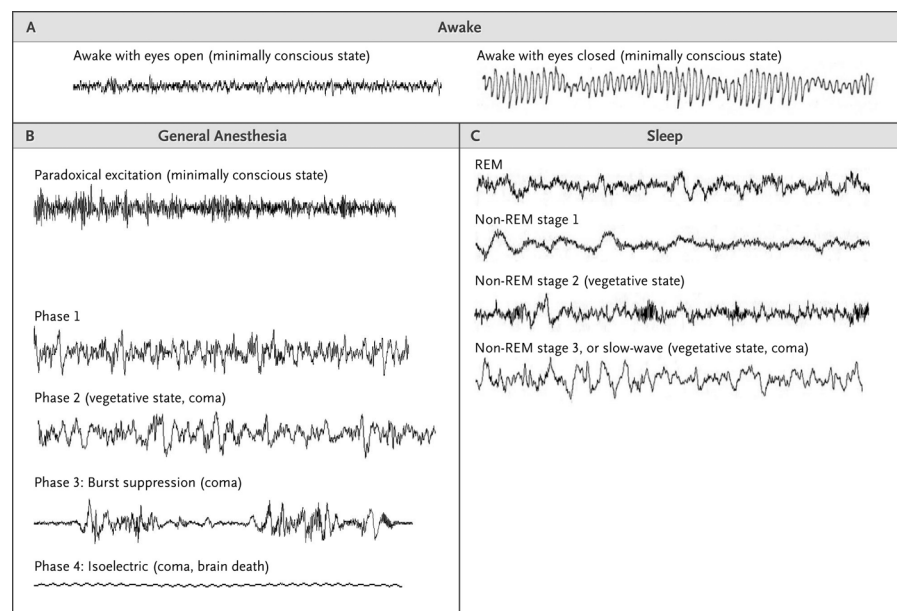 A
Awake
Awake with eyes open (minimally conscious state)
Awake with eyes closed (minimally conscious state)
B
General Anesthesia
Paradoxical excitation (minimally conscious state)
Phase 1
Phase 2 (vegetative state, coma)
Phase 3: Burst suppression (coma)
Phase 4: Isoelectric (coma, brain death)
C
Sleep
REM
Non-REM stage 1
Non-REM stage 2 (vegetative state)
Non-REM stage 3, or slow-wave (vegetative state, coma)